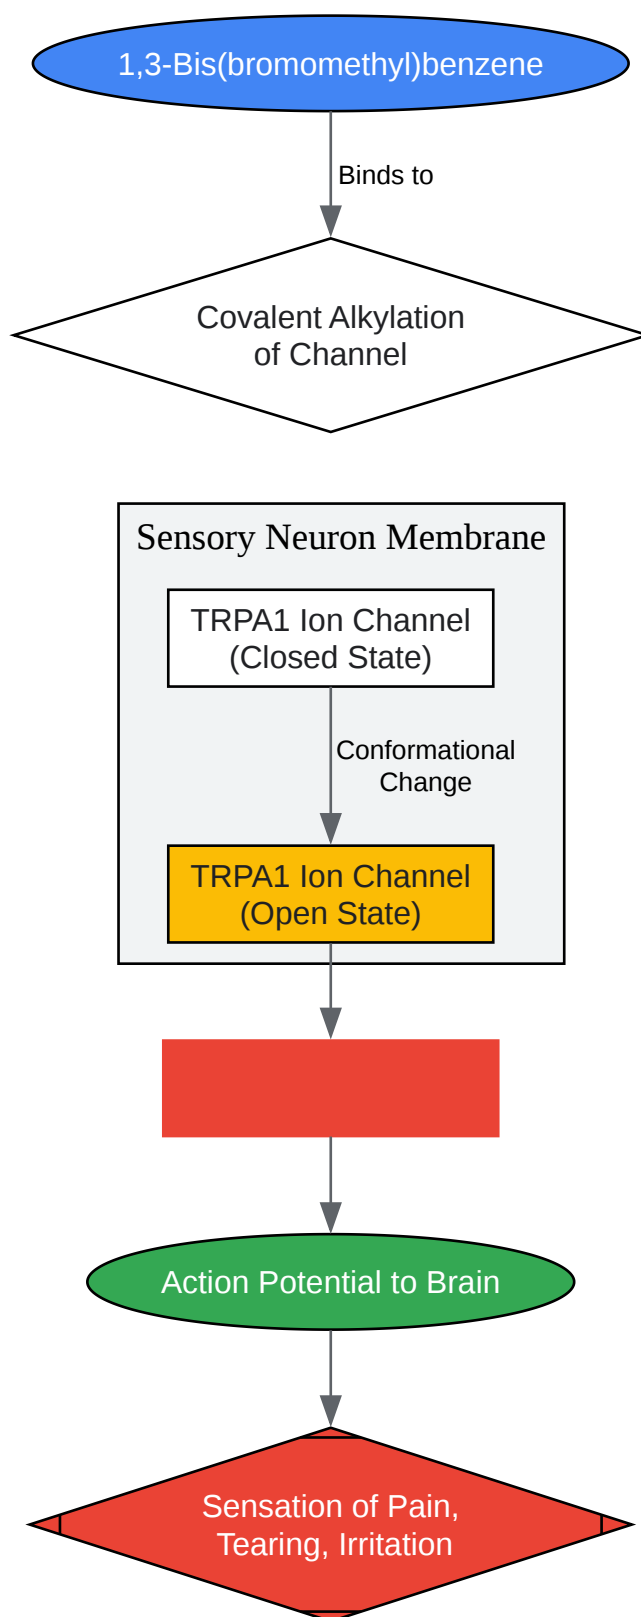 1,3-Bis(bromomethyl)benzene
Binds to
Covalent Alkylation
of Channel
Sensory Neuron Membrane
TRPA1 Ion Channel
(Closed State)
Conformational
Change
TRPA1 Ion Channel
(Open State)
Action Potential to Brain
Sensation of Pain,
Tearing, Irritation